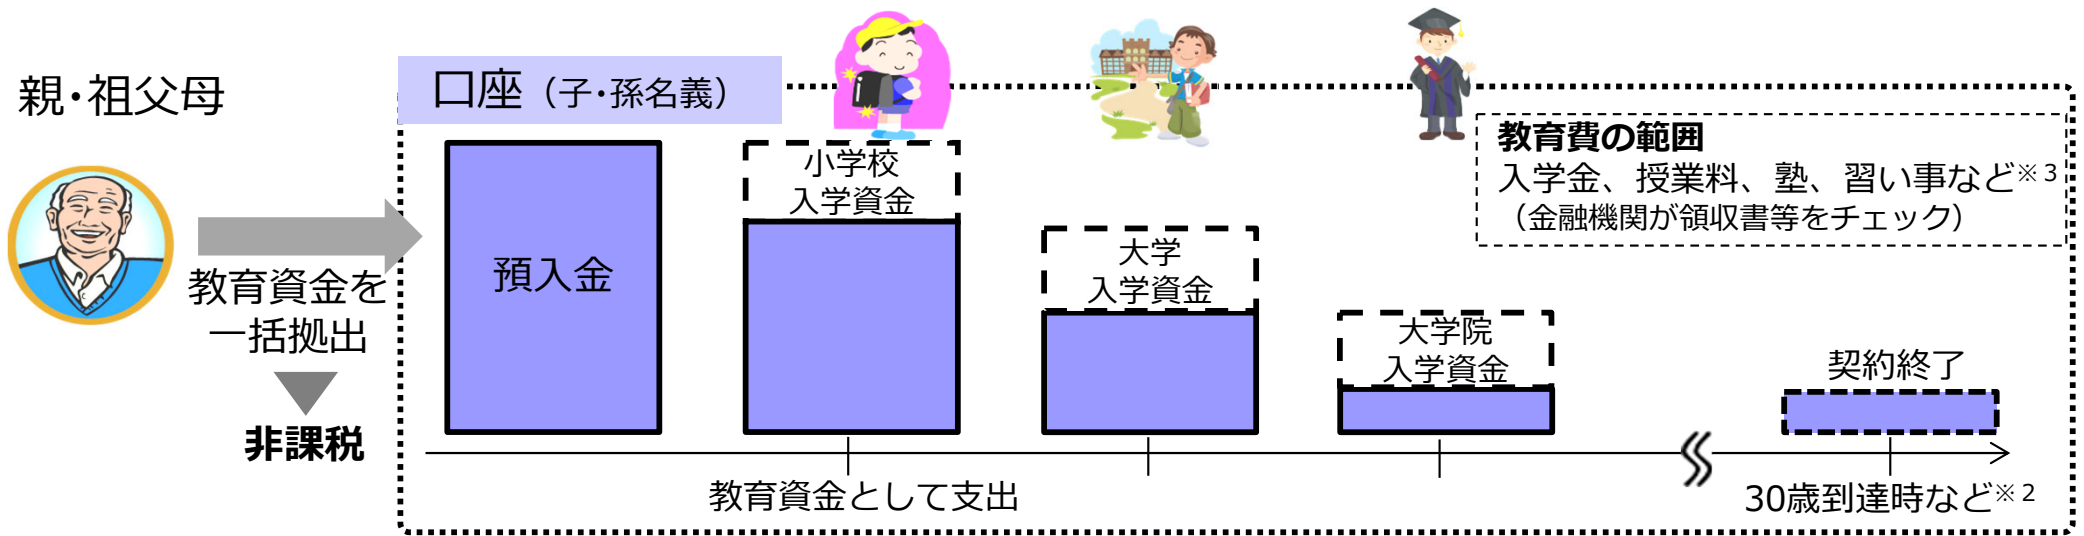 親・祖父母
教育資金を
一括拠出
非課税
口座（子・孫名義）
預入金
小学校
入学資金
大学
入学資金
大学院
入学資金
教育費の範囲
入学金、授業料、塾、習い事など※３
（金融機関が領収書等をチェック）
契約終了
教育資金として支出
30歳到達時など※２